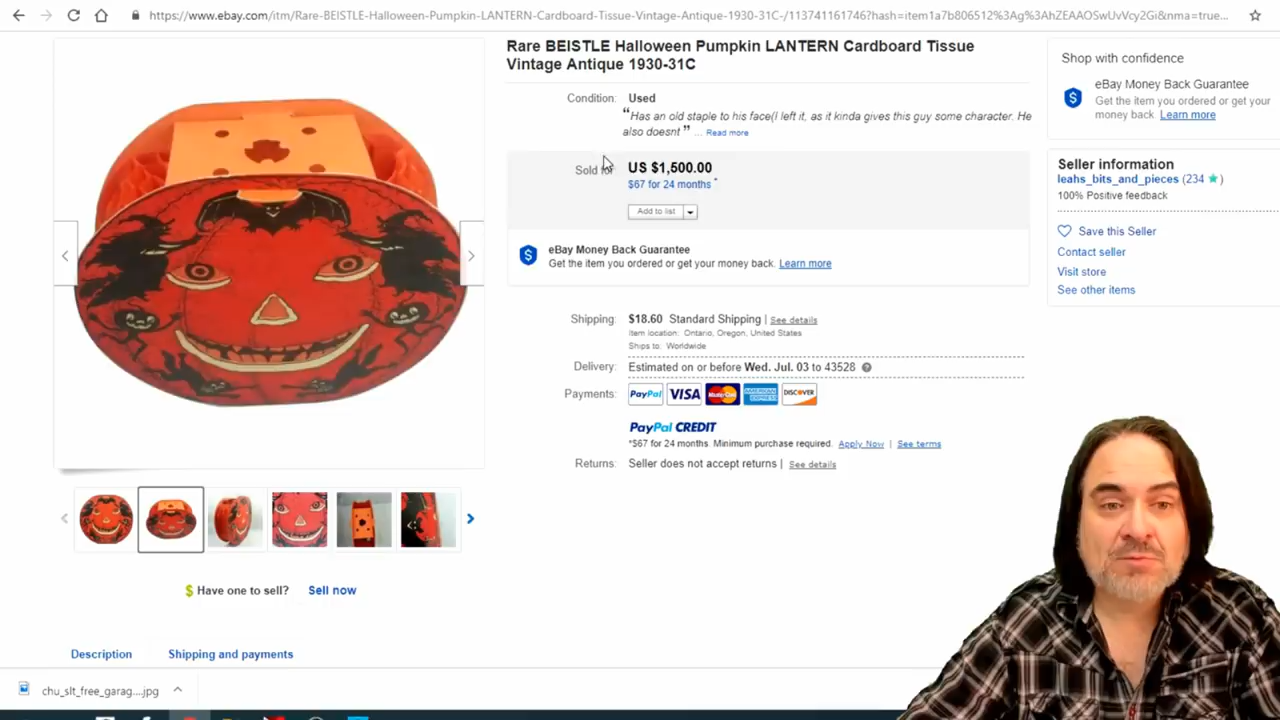 https://www.ebay.com/itm/Rare-BEISTLE-Halloween-Pumpkin-LANTERN-Cardboard-Tissue-Vintage-Antique-1930-31C-/113741161746?hash=item1a7b806512%3Ag%3AhZEAAOSwUvVcy2Gi&nma=true...
Rare BEISTLE Halloween Pumpkin LANTERN Cardboard Tissue
Vintage Antique 1930-31C
Condition: Used
"Has an old staple to his face(I left it, as it kinda gives this guy some character. He
also doesnt" ... Read more
Sold for: US $1,500.00
$67 for 24 months *
Add to list
eBay Money Back Guarantee
Get the item you ordered or get your money back. Learn more
Shipping: $18.60 Standard Shipping | See details
Item location: Ontario, Oregon, United States
Ships to: Worldwide
Delivery: Estimated on or before Wed. Jul. 03 to 43528
Payments: PayPal VISA MasterCard AMERICAN EXPRESS DISCOVER
PayPal CREDIT
*$67 for 24 months. Minimum purchase required. Apply Now | See terms
Returns: Seller does not accept returns | See details
Shop with confidence
eBay Money Back Guarantee
Get the item you ordered or get your
money back. Learn more
Seller information
leahs_bits_and_pieces (234 ★)
100% Positive feedback
Save this Seller
Contact seller
Visit store
See other items
$ Have one to sell? Sell now
Description Shipping and payments
chu_slt_free_garag....jpg